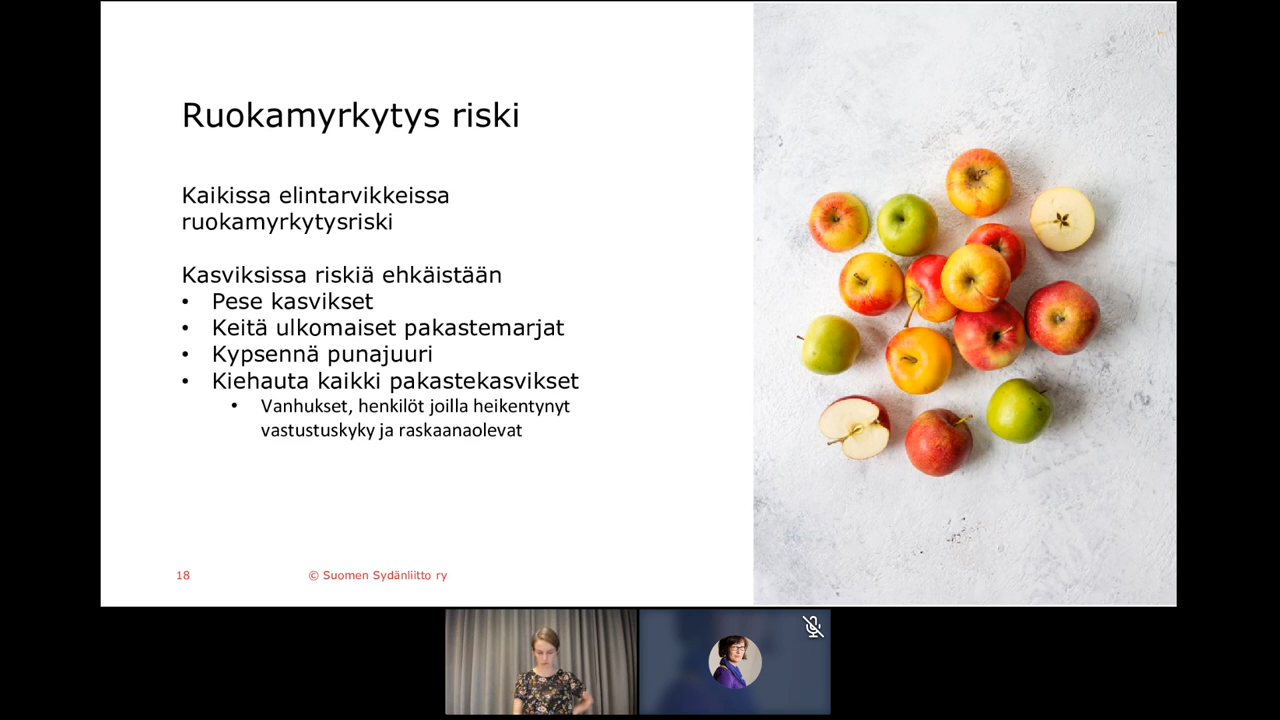 Ruokamyrkytys riski
Kaikissa elintarvikkeissa
ruokamyrkytysriski
Kasviksissa riskiä ehkäistään
• Pese kasvikset
• Keitä ulkomaiset pakastemarjat
• Kypsennä punajuuri
• Kiehauta kaikki pakastekasvikset
• Vanhukset, henkilöt joilla heikentynyt
vastustuskyky ja raskaanaolevat
18 © Suomen Sydänliitto ry